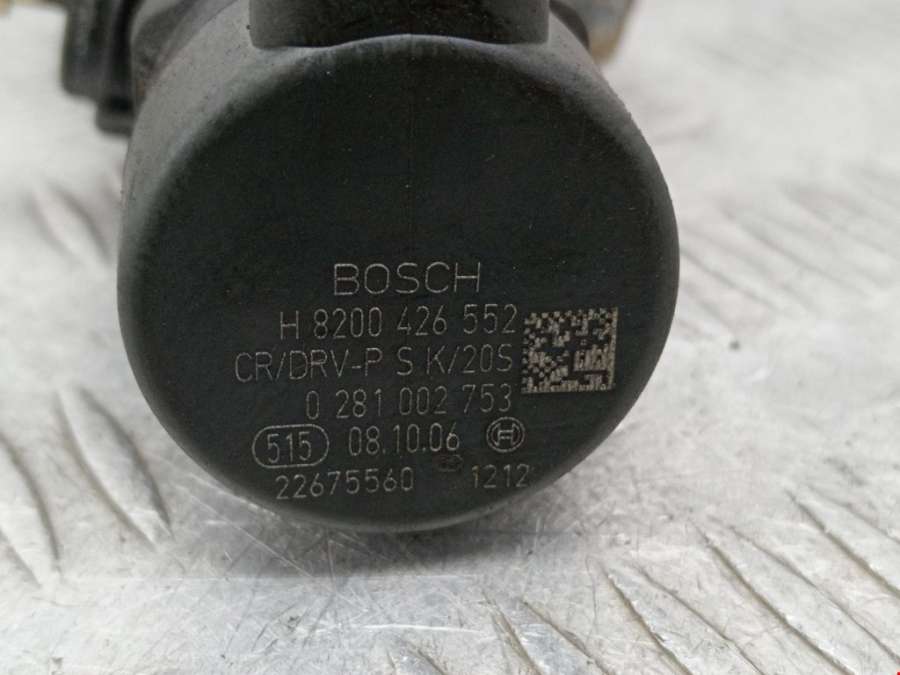 BOSCH
H 8200 426 552
CR/DRV-P S K/20S
0 281 002 753
515 08.10.06 H
22675560 1212